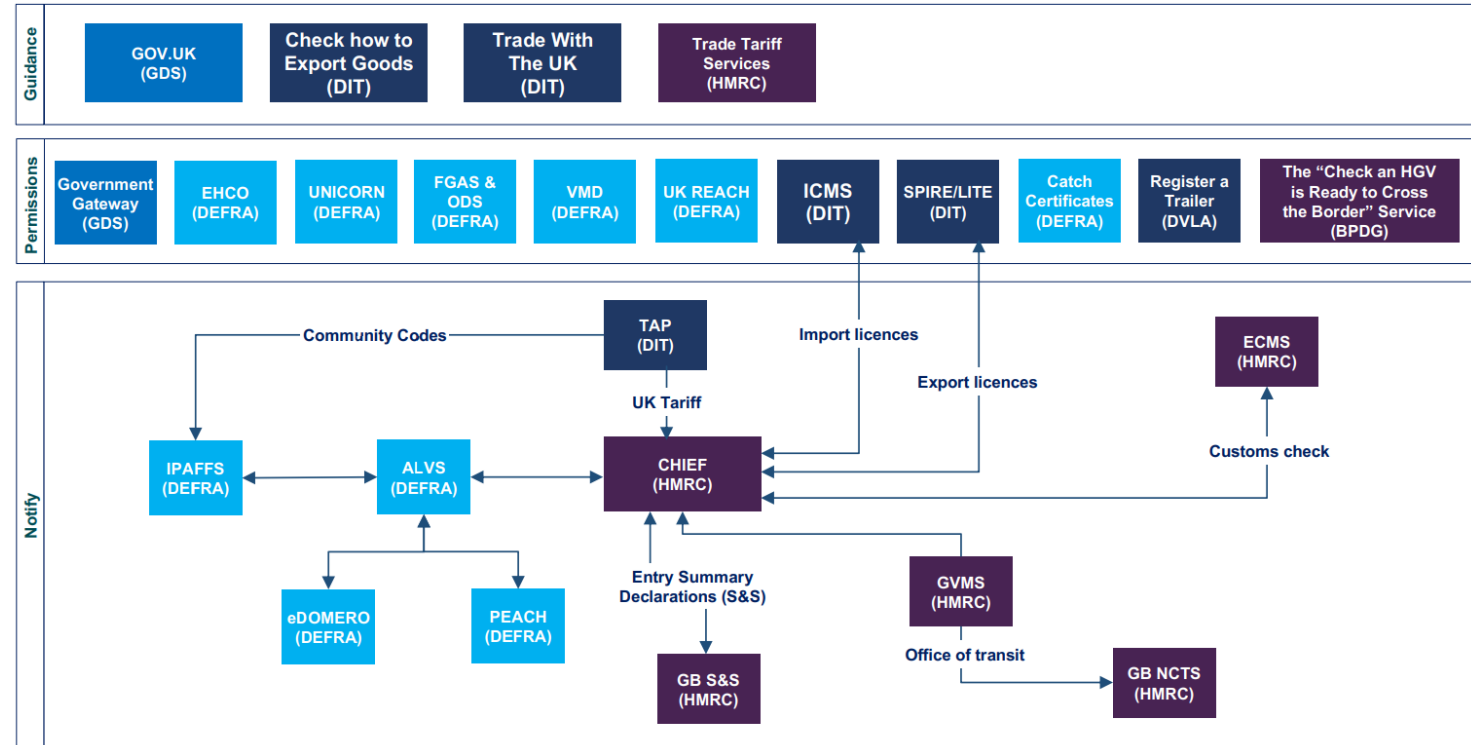 Guidance
GOV.UK
(GDS)
Check how to
Export Goods
(DIT)
Trade With
The UK
(DIT)
Trade Tariff
Services
(HMRC)
Permissions
Government
Gateway
(GDS)
EHCO
(DEFRA)
UNICORN
(DEFRA)
FGAS &
ODS
(DEFRA)
VMD
(DEFRA)
UK REACH
(DEFRA)
ICMS
(DIT)
SPIRE/LITE
(DIT)
Catch
Certificates
(DEFRA)
Register a
Trailer
(DVLA)
The “Check an HGV
is Ready to Cross
the Border” Service
(BPDG)
Notify
TAP
(DIT)
Community Codes
Import licences
Export licences
ECMS
(HMRC)
UK Tariff
Customs check
IPAFFS
(DEFRA)
ALVS
(DEFRA)
CHIEF
(HMRC)
Entry Summary
Declarations (S&S)
GVMS
(HMRC)
eDOMERO
(DEFRA)
PEACH
(DEFRA)
Office of transit
GB S&S
(HMRC)
GB NCTS
(HMRC)